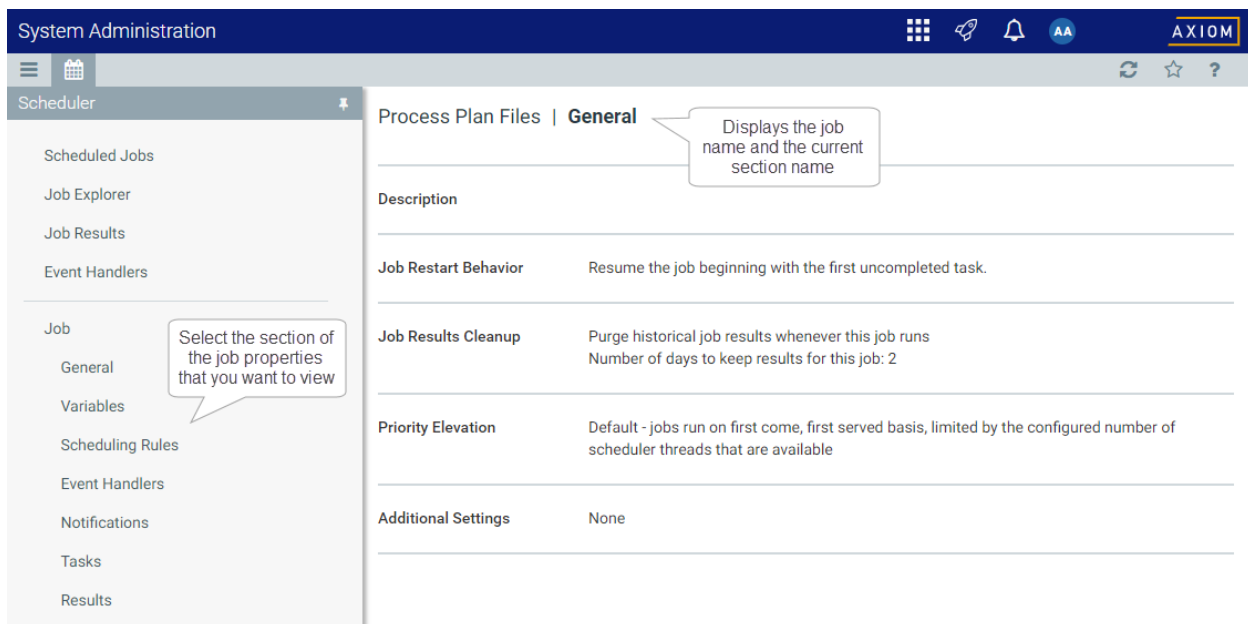 System Administration
AA
AXIOM
?
Scheduler
Scheduled Jobs
Job Explorer
Job Results
Event Handlers
Job
General
Variables
Scheduling Rules
Event Handlers
Notifications
Tasks
Results
Select the section of
the job properties
that you want to view
Process Plan Files | General
Displays the job
name and the current
section name
Description
Job Restart Behavior
Resume the job beginning with the first uncompleted task.
Job Results Cleanup
Purge historical job results whenever this job runs
Number of days to keep results for this job: 2
Priority Elevation
Default - jobs run on first come, first served basis, limited by the configured number of
scheduler threads that are available
Additional Settings
None